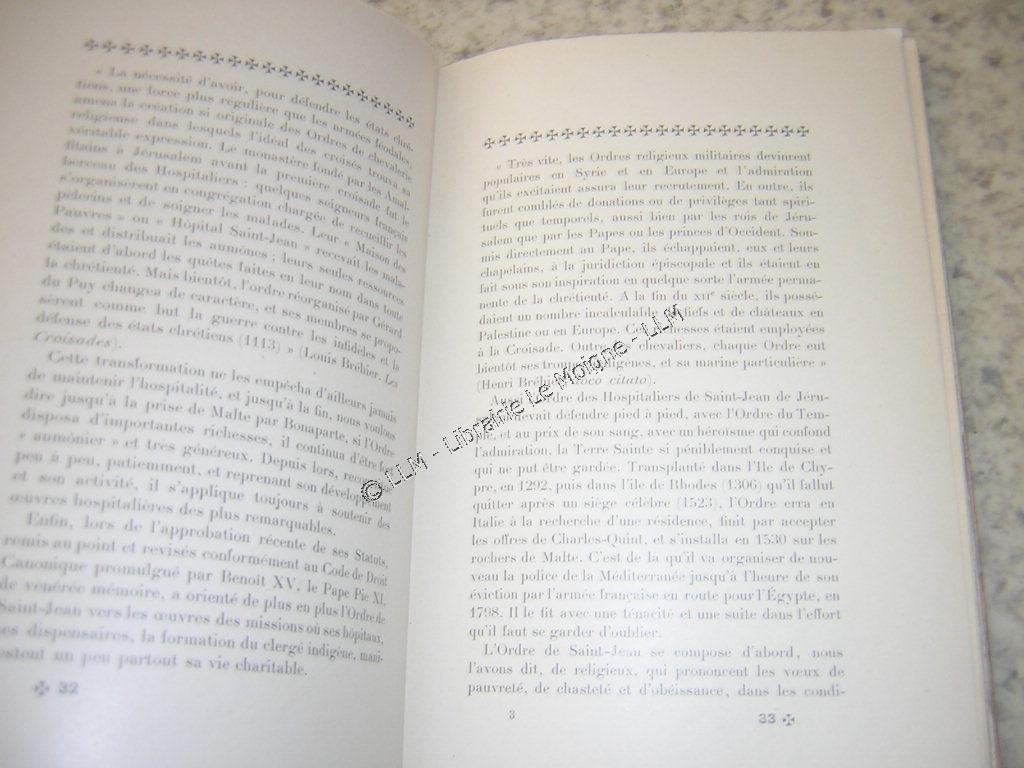 « La nécessité d'avoir, pour défendre les états chré-
tiens, une force plus régulière que les armées féodales,
amena la création si originale des Ordres de chevalerie
religieuse dans lesquels l'idéal des croisés trouva sa
véritable expression. Le monastère fondé par les Amal-
fitains à Jérusalem avant la première croisade fut le
berceau des Hospitaliers ; quelques seigneurs français
s'organisèrent en congrégation chargée de recueillir les
pèlerins et de soigner les malades. Leur « Maison des
Pauvres » ou « Hôpital Saint-Jean » recevait les mala-
des et distribuait les aumônes ; leurs seules ressources
étaient d'abord les quêtes faites en leur nom dans toute
la chrétienté. Mais bientôt, l'ordre réorganisé par Gérard
du Puy changea de caractère, et ses membres se propo-
sèrent comme but la guerre contre les infidèles et la
défense des états chrétiens (1113) » (Louis Bréhier. Les
Croisades).
Cette transformation ne les empêcha d'ailleurs jamais
de maintenir l'hospitalité, et jusqu'à la fin, nous voulons
dire jusqu'à la prise de Malte par Bonaparte, si l'Ordre
disposa d'importantes richesses, il continua d'être fort
« aumônier » et très généreux. Depuis lors,
peu à peu, patiemment, et reprenant son développement
et son activité, il s'applique toujours à soutenir des
œuvres hospitalières des plus remarquables.
Enfin, lors de l'approbation récente de ses Statuts,
remis au point et revisés conformément au Code de Droit
Canonique promulgué par Benoit XV, le Pape Pie XI,
de vénérée mémoire, a orienté de plus en plus l'Ordre de
Saint-Jean vers les œuvres des missions où ses hôpitaux,
ses dispensaires, la formation du clergé indigène, mani-
estent un peu partout sa vie charitable.
32
« Très vite, les Ordres religieux militaires devinrent
populaires en Syrie et en Europe et l'admiration
qu'ils excitaient assura leur recrutement. En outre, ils
furent comblés de donations ou de privilèges tant spiri-
tuels que temporels, aussi bien par les rois de Jéru-
salem que par les Papes ou les princes d'Occident. Sou-
mis directement au Pape, ils échappaient, eux et leurs
chapelains, à la juridiction épiscopale et ils étaient en
fait sous son inspiration en quelque sorte l'armée perma-
nente de la chrétienté. A la fin du XIIe siècle, ils possé-
daient un nombre incalculable de fiefs et de châteaux en
Palestine ou en Europe. Ces richesses étaient employées
à la Croisade. Outre les chevaliers, chaque Ordre eut
bientôt ses troupes indigènes, et sa marine particulière »
(Henri Bréhier. loco citato).
Ainsi l'Ordre des Hospitaliers de Saint-Jean de Jéru-
devait défendre pied à pied, avec l'Ordre du Tem-
ple, et au prix de son sang, avec un héroïsme qui confond
l'admiration, la Terre Sainte si péniblement conquise et
qui ne put être gardée. Transplanté dans l'Ile de Chy-
pre, en 1292, puis dans l'île de Rhodes (1306) qu'il fallut
quitter après un siège célèbre (1523), l'Ordre erra en
Italie à la recherche d'une résidence, finit par accepter
les offres de Charles-Quint, et s'installa en 1530 sur les
rochers de Malte. C'est de là qu'il va organiser de nou-
veau la police de la Méditerranée jusqu'à l'heure de son
éviction par l'armée française en route pour l'Égypte, en
1798. Il le fit avec une ténacité et une suite dans l'effort
qu'il faut se garder d'oublier.
L'Ordre de Saint-Jean se compose d'abord, nous
l'avons dit, de religieux, qui prononcent les vœux de
pauvreté, de chasteté et d'obéissance, dans les condi-
3
33
© LLM - Librairie Le Moigne - LLM